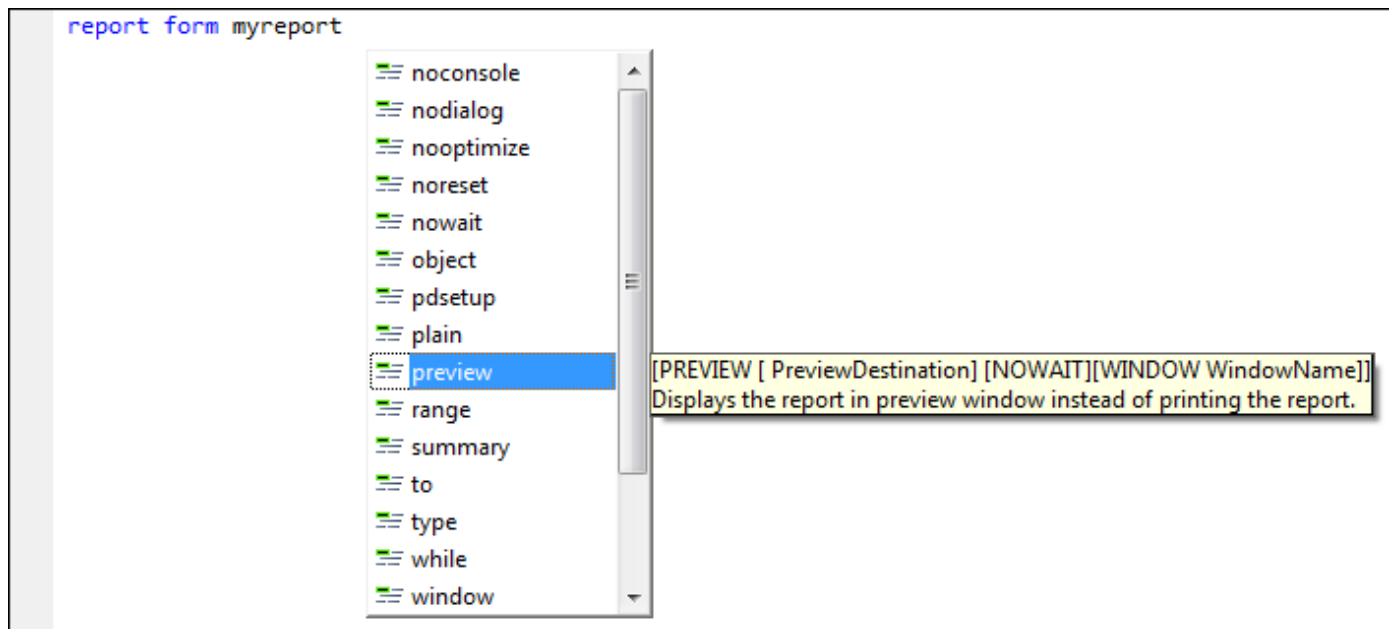 report form myreport
noconsole
nodialog
nooptimize
noreset
nowait
object
pdsetup
plain
preview
[PREVIEW [ PreviewDestination] [NOWAIT][WINDOW WindowName]]
Displays the report in preview window instead of printing the report.
range
summary
to
type
while
window